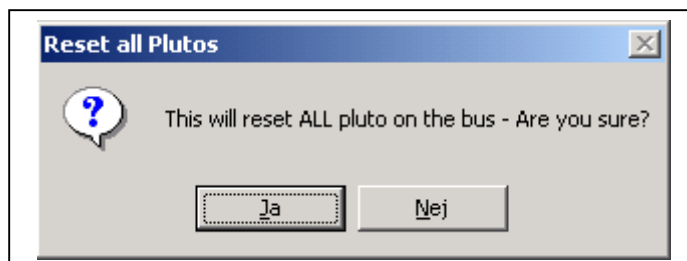 Reset all Plutos
This will reset ALL pluto on the bus - Are you sure?
Ja
Nej